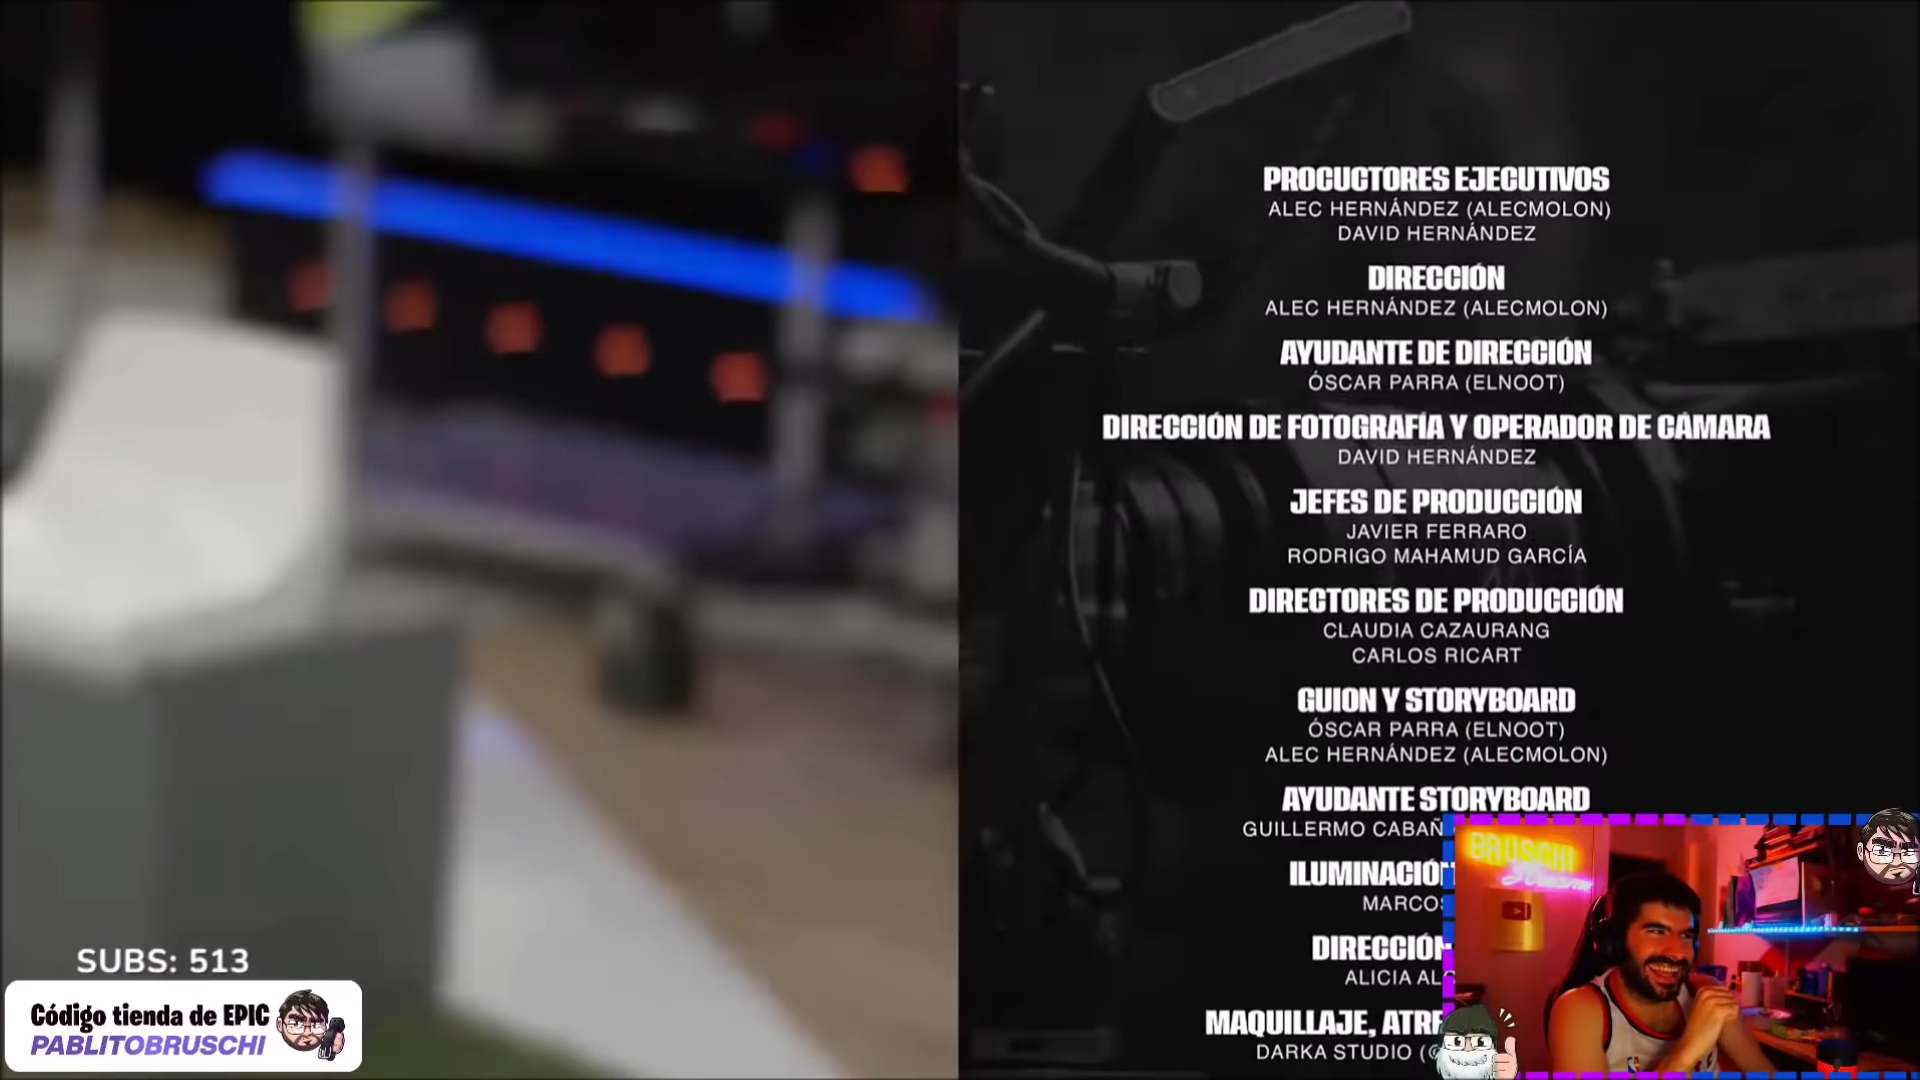 PROCUCTORES EJECUTIVOS
ALEC HERNÁNDEZ (ALECMOLON)
DAVID HERNÁNDEZ
DIRECCIÓN
ALEC HERNÁNDEZ (ALECMOLON)
AYUDANTE DE DIRECCIÓN
ÓSCAR PARRA (ELNOOT)
DIRECCIÓN DE FOTOGRAFÍA Y OPERADOR DE CÁMARA
DAVID HERNÁNDEZ
JEFES DE PRODUCCIÓN
JAVIER FERRARO
RODRIGO MAHAMUD GARCÍA
DIRECTORES DE PRODUCCIÓN
CLAUDIA CAZAURANG
CARLOS RICART
GUION Y STORYBOARD
ÓSCAR PARRA (ELNOOT)
ALEC HERNÁNDEZ (ALECMOLON)
AYUDANTE STORYBOARD
GUILLERMO
ILUMINACIÓN
MARCOS
DIRECCIÓN
ALICIA
MAQUILLAJE,
DARKA STUDIO
BRUSCHI
SUBS: 513
Código tienda de EPIC
PABLITOBRUSCHI